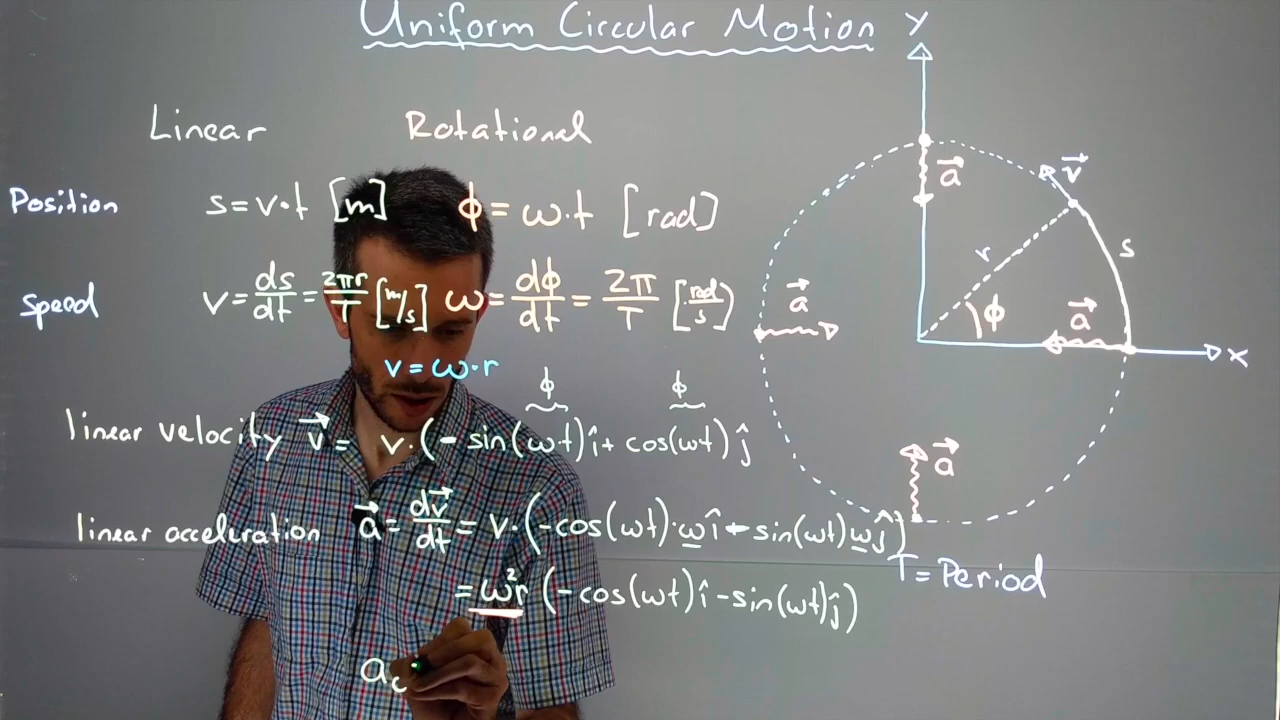 Uniform Circular Motion
Linear Rotational
Position s = v·t [m] ϕ = ω·t [rad]
Speed v = ds/dt = 2πr/T [m/s] ω = dϕ/dt = 2π/T [rad/s]
v = ω·r
ϕ ϕ
linear velocity v⃗ = v·(-sin(ω·t)î + cos(ωt)ĵ
linear acceleration a⃗ = dv⃗/dt = v·(-cos(ωt)·ωî - sin(ωt)ωĵ)
= ω²r (-cos(ωt)î - sin(ωt)ĵ)
a_c
Y
a⃗
v⃗
r
s
a⃗
ϕ
a⃗
X
a⃗
T = Period